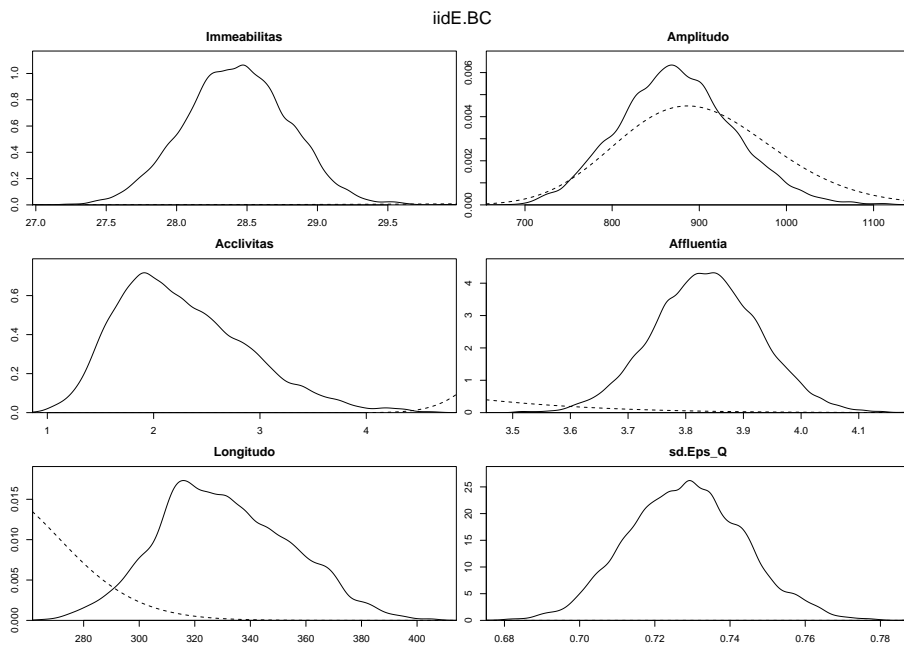 iidE.BC
Immeabilitas
Amplitudo
0.0 0.2 0.4 0.6 0.8 1.0
27.0 27.5 28.0 28.5 29.0 29.5
0.000 0.002 0.004 0.006
700 800 900 1000 1100
Acclivitas
Affluentia
0.0 0.2 0.4 0.6
1 2 3 4
0 1 2 3 4
3.5 3.6 3.7 3.8 3.9 4.0 4.1
Longitudo
sd.Eps_Q
0.000 0.005 0.010 0.015
280 300 320 340 360 380 400
0 5 10 15 20 25
0.68 0.70 0.72 0.74 0.76 0.78